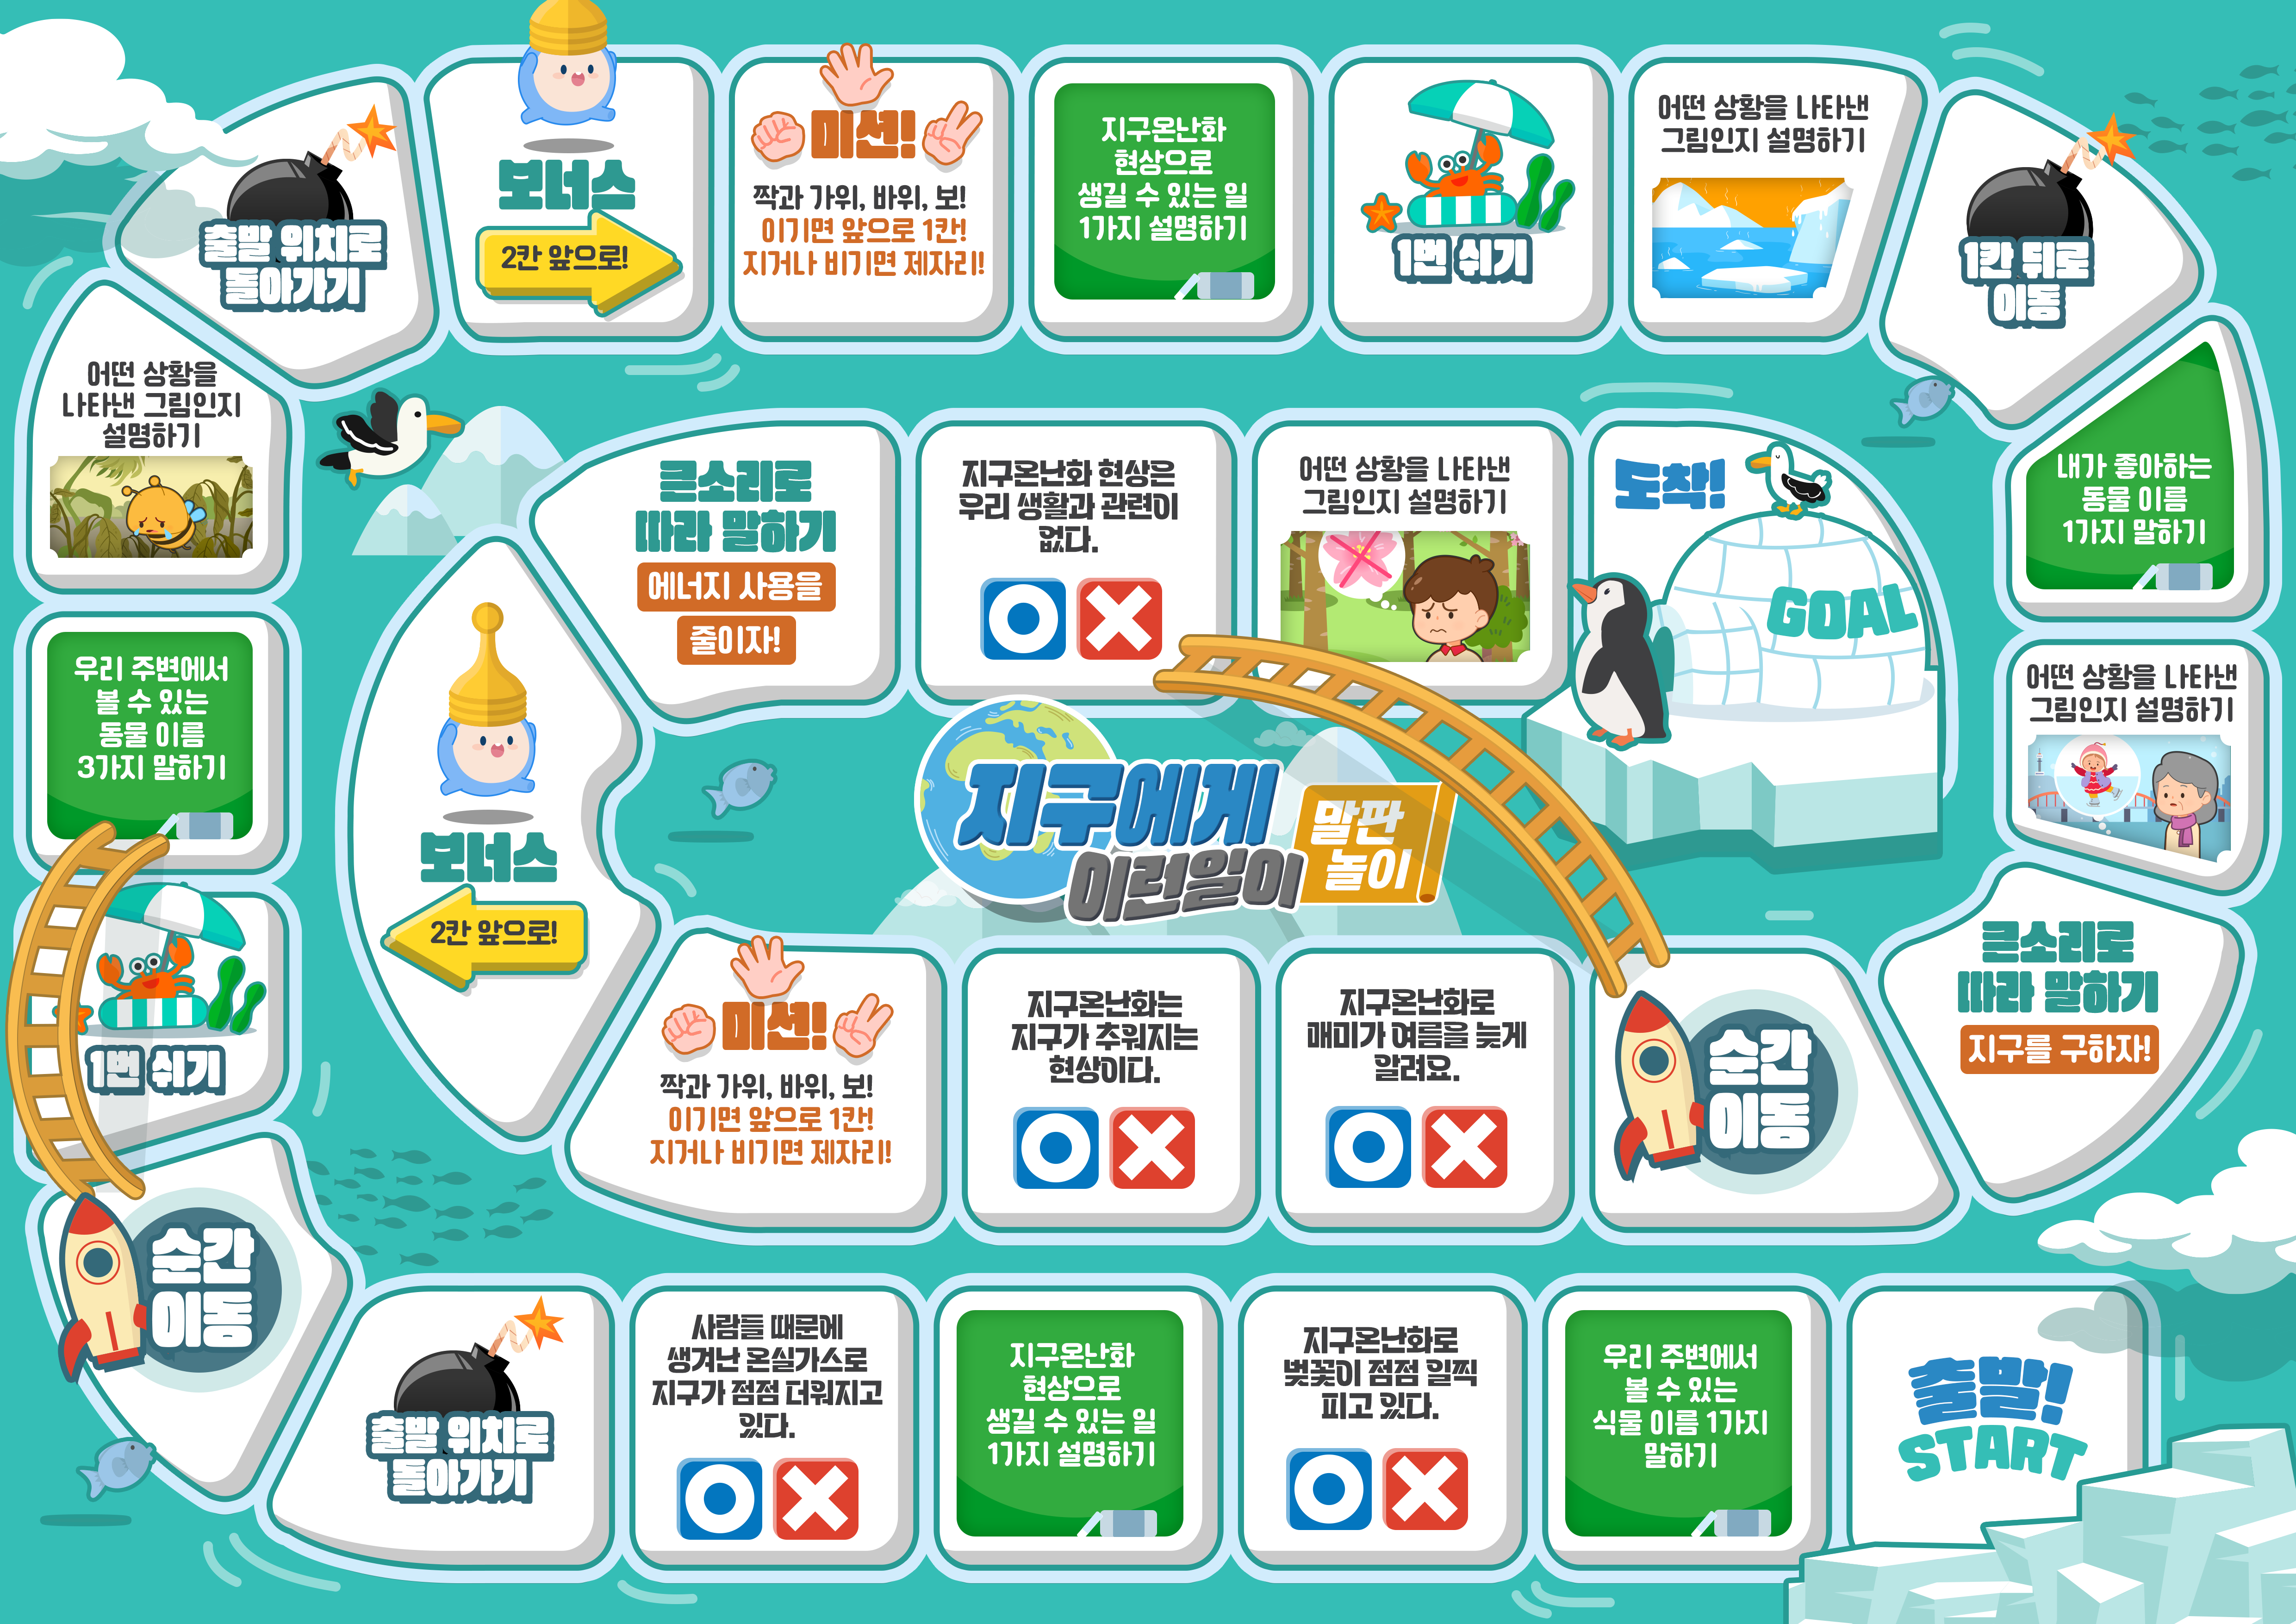 출발 위치로
돌아가기
보너스
2칸 앞으로!
미션!
짝과 가위, 바위, 보!
이기면 앞으로 1칸!
지거나 비기면 제자리!
지구온난화
현상으로
생길 수 있는 일
1가지 설명하기
1번 쉬기
어떤 상황을 나타낸
그림인지 설명하기
1칸 뒤로
이동
어떤 상황을
나타낸 그림인지
설명하기
큰소리로
따라 말하기
에너지 사용을
줄이자!
지구온난화 현상은
우리 생활과 관련이
없다.
어떤 상황을 나타낸
그림인지 설명하기
도착!
GOAL
내가 좋아하는
동물 이름
1가지 말하기
우리 주변에서
볼 수 있는
동물 이름
3가지 말하기
보너스
2칸 앞으로!
지구에게
이런일이
말판
놀이
어떤 상황을 나타낸
그림인지 설명하기
1번 쉬기
미션!
짝과 가위, 바위, 보!
이기면 앞으로 1칸!
지거나 비기면 제자리!
지구온난화는
지구가 추워지는
현상이다.
지구온난화로
매미가 여름을 늦게
알려요.
순간
이동
큰소리로
따라 말하기
지구를 구하자!
순간
이동
출발 위치로
돌아가기
사람들 때문에
생겨난 온실가스로
지구가 점점 더워지고
있다.
지구온난화
현상으로
생길 수 있는 일
1가지 설명하기
지구온난화로
벚꽃이 점점 일찍
피고 있다.
우리 주변에서
볼 수 있는
식물 이름 1가지
말하기
출발!
START